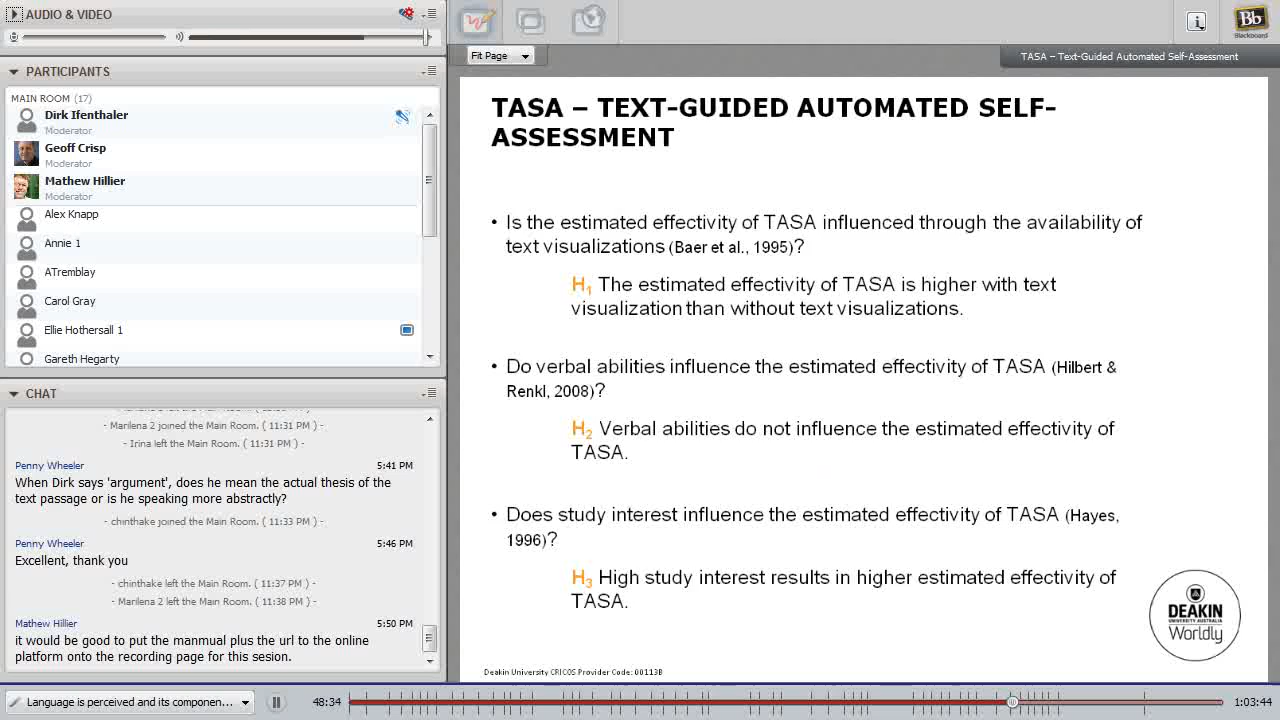 AUDIO & VIDEO
PARTICIPANTS
MAIN ROOM (17)
Dirk Ifenthaler
Moderator
Geoff Crisp
Moderator
Mathew Hillier
Moderator
Alex Knapp
Annie 1
ATremblay
Carol Gray
Ellie Hothersall 1
Gareth Hegarty
CHAT
- Marilena 2 joined the Main Room. ( 11:31 PM ) -
- Irina left the Main Room. ( 11:31 PM ) -
Penny Wheeler 5:41 PM
When Dirk says 'argument', does he mean the actual thesis of the
text passage or is he speaking more abstractly?
- chinthake joined the Main Room. ( 11:33 PM ) -
Penny Wheeler 5:46 PM
Excellent, thank you
- chinthake left the Main Room. ( 11:37 PM ) -
- Marilena 2 left the Main Room. ( 11:38 PM ) -
Mathew Hillier 5:50 PM
it would be good to put the manmual plus the url to the online
platform onto the recording page for this sesion.
Language is perceived and its componen...
48:34
1:03:44
Bb
Blackboard
Fit Page
TASA – Text-Guided Automated Self-Assessment
TASA – TEXT-GUIDED AUTOMATED SELF-
ASSESSMENT
• Is the estimated effectivity of TASA influenced through the availability of
text visualizations (Baer et al., 1995)?
H1 The estimated effectivity of TASA is higher with text
visualization than without text visualizations.
• Do verbal abilities influence the estimated effectivity of TASA (Hilbert &
Renkl, 2008)?
H2 Verbal abilities do not influence the estimated effectivity of
TASA.
• Does study interest influence the estimated effectivity of TASA (Hayes,
1996)?
H3 High study interest results in higher estimated effectivity of
TASA.
DEAKIN
UNIVERSITY AUSTRALIA
Worldly
Deakin University CRICOS Provider Code: 00113B